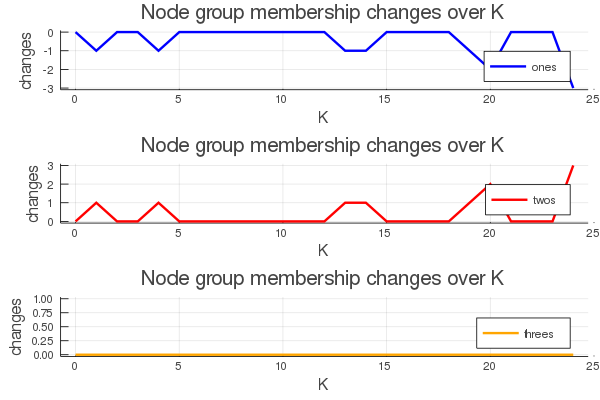 Node group membership changes over K
changes
0
-1
-2
-3
ones
0 5 10 15 20 25
K
Node group membership changes over K
changes
3
2
1
0
twos
0 5 10 15 20 25
K
Node group membership changes over K
changes
1.00
0.75
0.50
0.25
0.00
threes
0 5 10 15 20 25
K